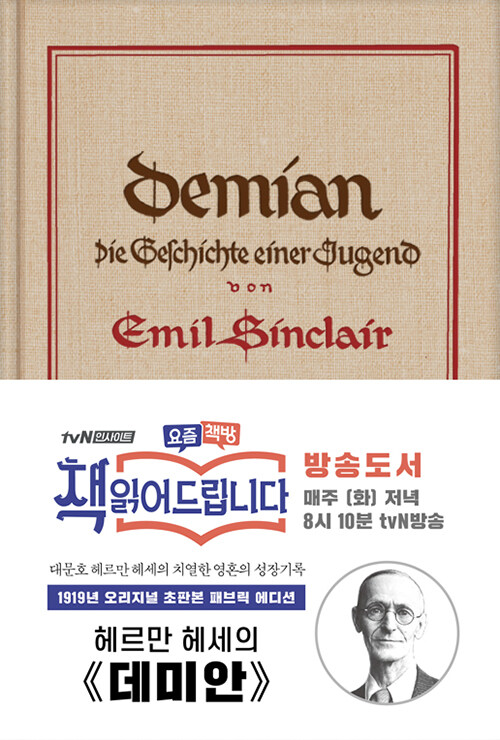 Demian
Die Geſchichte einer Jugend
von
Emil Sinclair
tvN 인사이트
요즘책방
책 읽어드립니다
방송도서
매주 (화) 저녁
8시 10분 tvN방송
대문호 헤르만 헤세의 치열한 영혼의 성장기록
1919년 오리지널 초판본 패브릭 에디션
헤르만 헤세의
《데미안》